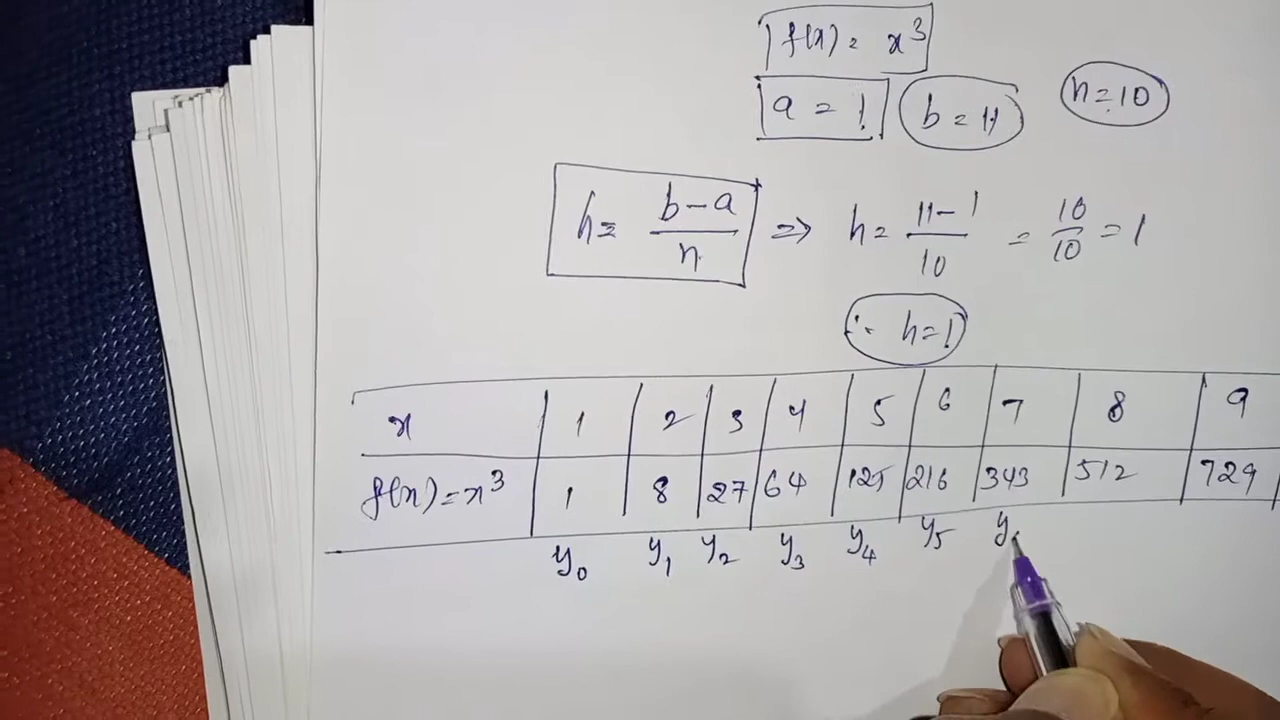 f(x) = x³
a = 1 b = 11 n = 10
h = (b-a)/n ⇒ h = (11-1)/10 = 10/10 = 1
∴ h = 1
x 1 2 3 4 5 6 7 8 9
f(x) = x³ 1 8 27 64 125 216 343 512 729
y₀ y₁ y₂ y₃ y₄ y₅ y